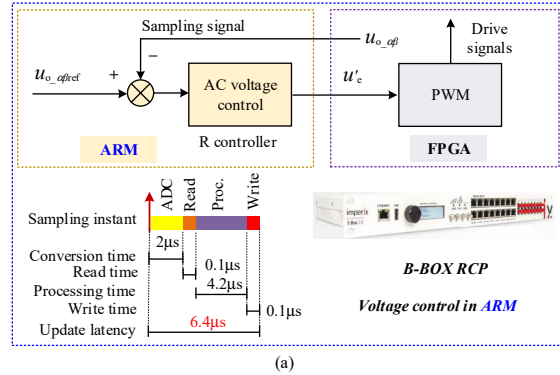 Sampling signal
u_o_αβref
+
−
AC voltage
control
R controller
ARM
u_o_αβ
u'_c
Drive
signals
PWM
FPGA
ADC
Read
Proc.
Write
Sampling instant
Conversion time
2μs
Read time
0.1μs
Processing time
4.2μs
Write time
0.1μs
Update latency
6.4μs
imperix
B-BOX RCP
Voltage control in ARM
(a)